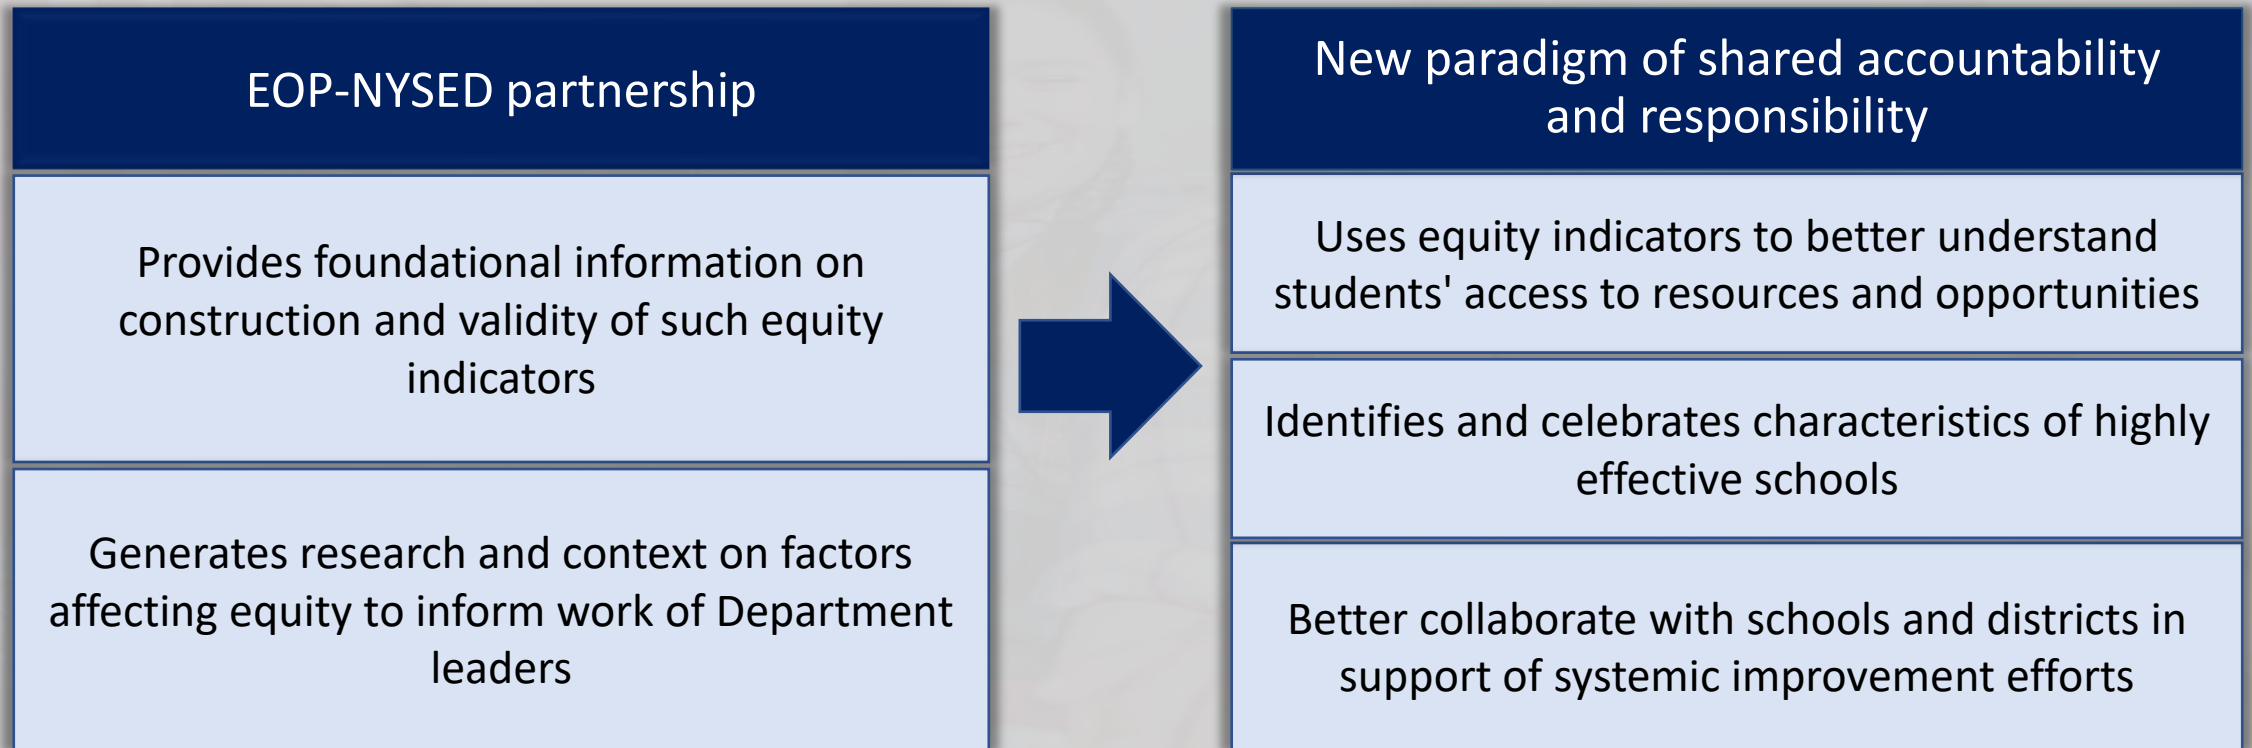 EOP-NYSED partnership
Provides foundational information on
construction and validity of such equity
indicators
Generates research and context on factors
affecting equity to inform work of Department
leaders
New paradigm of shared accountability
and responsibility
Uses equity indicators to better understand
students' access to resources and opportunities
Identifies and celebrates characteristics of highly
effective schools
Better collaborate with schools and districts in
support of systemic improvement efforts